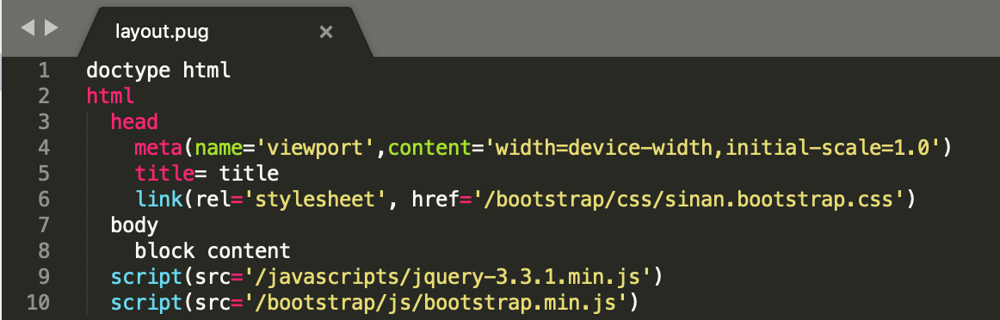 layout.pug ×
1 doctype html
2 html
3 head
4 meta(name='viewport',content='width=device-width,initial-scale=1.0')
5 title= title
6 link(rel='stylesheet', href='/bootstrap/css/sinan.bootstrap.css')
7 body
8 block content
9 script(src='/javascripts/jquery-3.3.1.min.js')
10 script(src='/bootstrap/js/bootstrap.min.js')